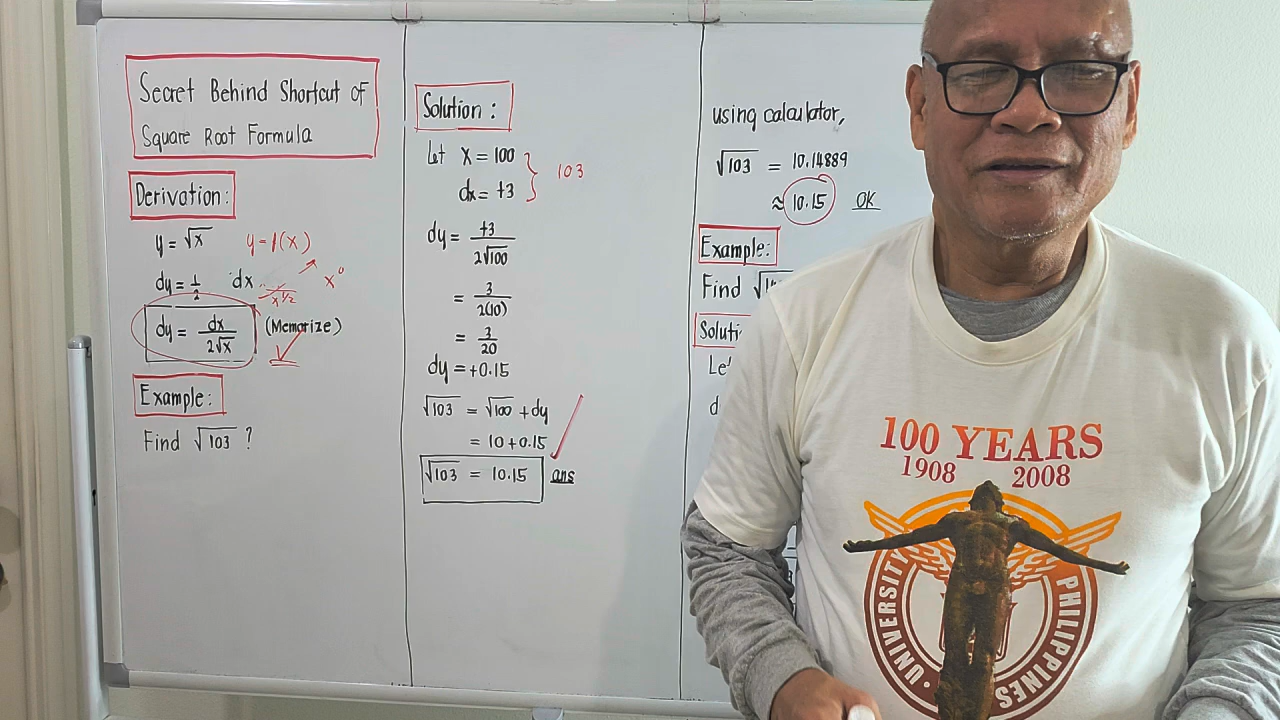 Secret Behind Shortcut of
Square Root Formula
Derivation:
y = √x y = f(x)
dy = 1/2 dx/x^1/2 x⁰
dy = dx/2√x (Memorize)
Example:
Find √103 ?
Solution:
Let x = 100
dx = +3 } 103
dy = +3/2√100
= 3/2(10)
= 3/20
dy = +0.15
√103 = √100 + dy
= 10 + 0.15
√103 = 10.15 ans
using calculator,
√103 = 10.14889
≈ 10.15 OK
Example:
Find
Let
d
100 YEARS
1908 2008
UNIVERSITY
PHILIPPINES